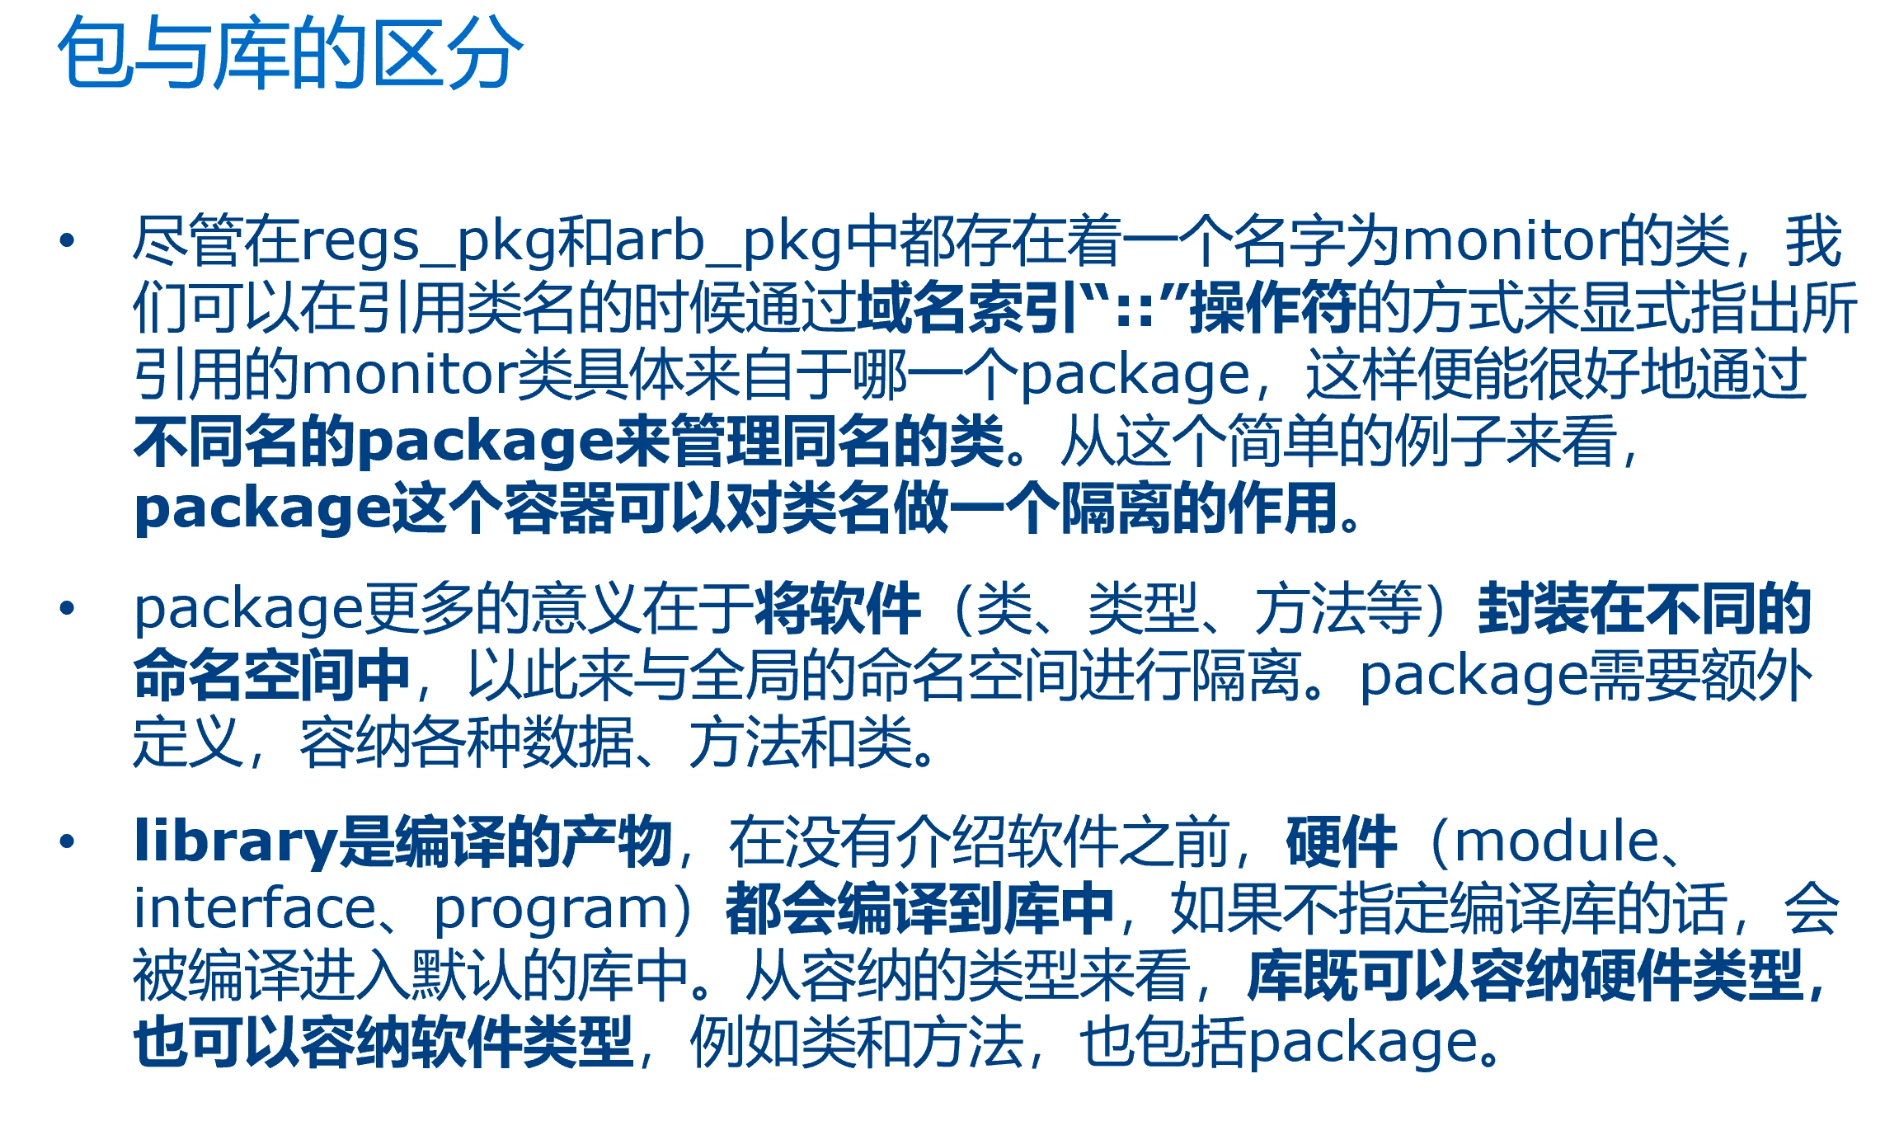 包与库的区分
• 尽管在regs_pkg和arb_pkg中都存在着一个名字为monitor的类，我
们可以在引用类名的时候通过域名索引“::”操作符的方式来显式指出所
引用的monitor类具体来自于哪一个package，这样便能很好地通过
不同名的package来管理同名的类。从这个简单的例子来看，
package这个容器可以对类名做一个隔离的作用。
• package更多的意义在于将软件（类、类型、方法等）封装在不同的
命名空间中，以此来与全局的命名空间进行隔离。package需要额外
定义，容纳各种数据、方法和类。
• library是编译的产物，在没有介绍软件之前，硬件（module、
interface、program）都会编译到库中，如果不指定编译库的话，会
被编译进入默认的库中。从容纳的类型来看，库既可以容纳硬件类型，
也可以容纳软件类型，例如类和方法，也包括package。